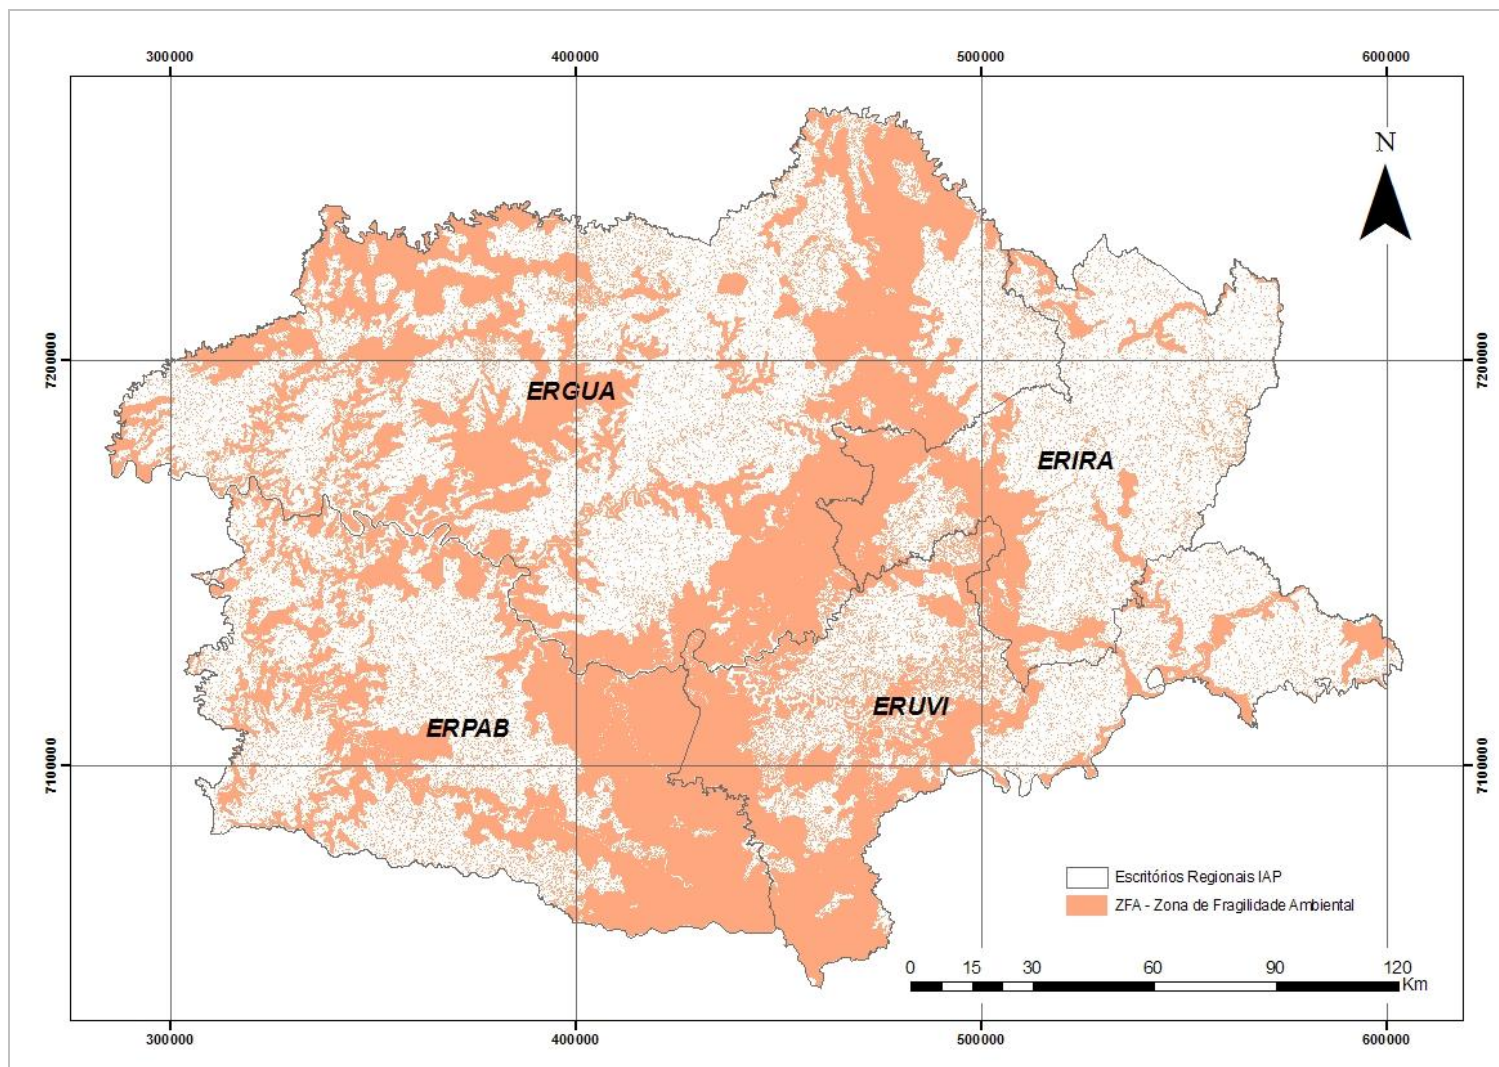 300000 400000 500000 600000
N
7200000 7200000
ERGUA
ERIRA
ERUVI
ERPAB
7100000 7100000
Escritórios Regionais IAP
ZFA - Zona de Fragilidade Ambiental
0 15 30 60 90 120
Km
300000 400000 500000 600000